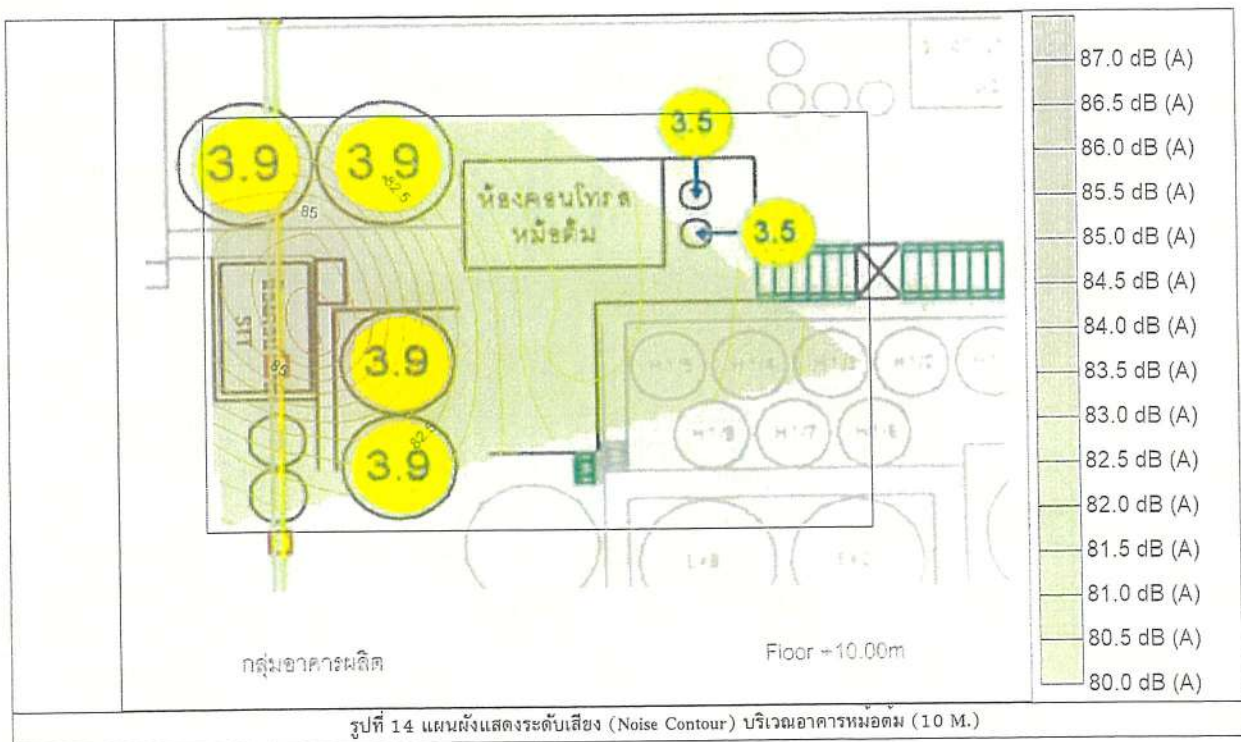 87.0 dB (A)
86.5 dB (A)
86.0 dB (A)
85.5 dB (A)
85.0 dB (A)
84.5 dB (A)
84.0 dB (A)
83.5 dB (A)
83.0 dB (A)
82.5 dB (A)
82.0 dB (A)
81.5 dB (A)
81.0 dB (A)
80.5 dB (A)
80.0 dB (A)
3.9
3.9
3.5
82.5
85
ห้องคอนโทรล
หม้อต้ม
3.5
STT
85
3.9
3.9
82.5
กลุ่มอาคารผลิต
Floor +10.00m
รูปที่ 14 แผนผังแสดงระดับเสียง (Noise Contour) บริเวณอาคารหม้อต้ม (10 M.)